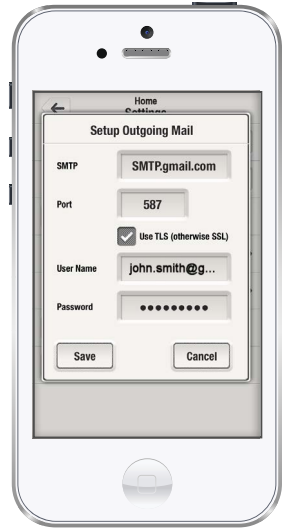 Home
Settings
Setup Outgoing Mail
SMTP
SMTP.gmail.com
Port
587
Use TLS (otherwise SSL)
User Name
john.smith@g...
Password
•••••••••
Save
Cancel